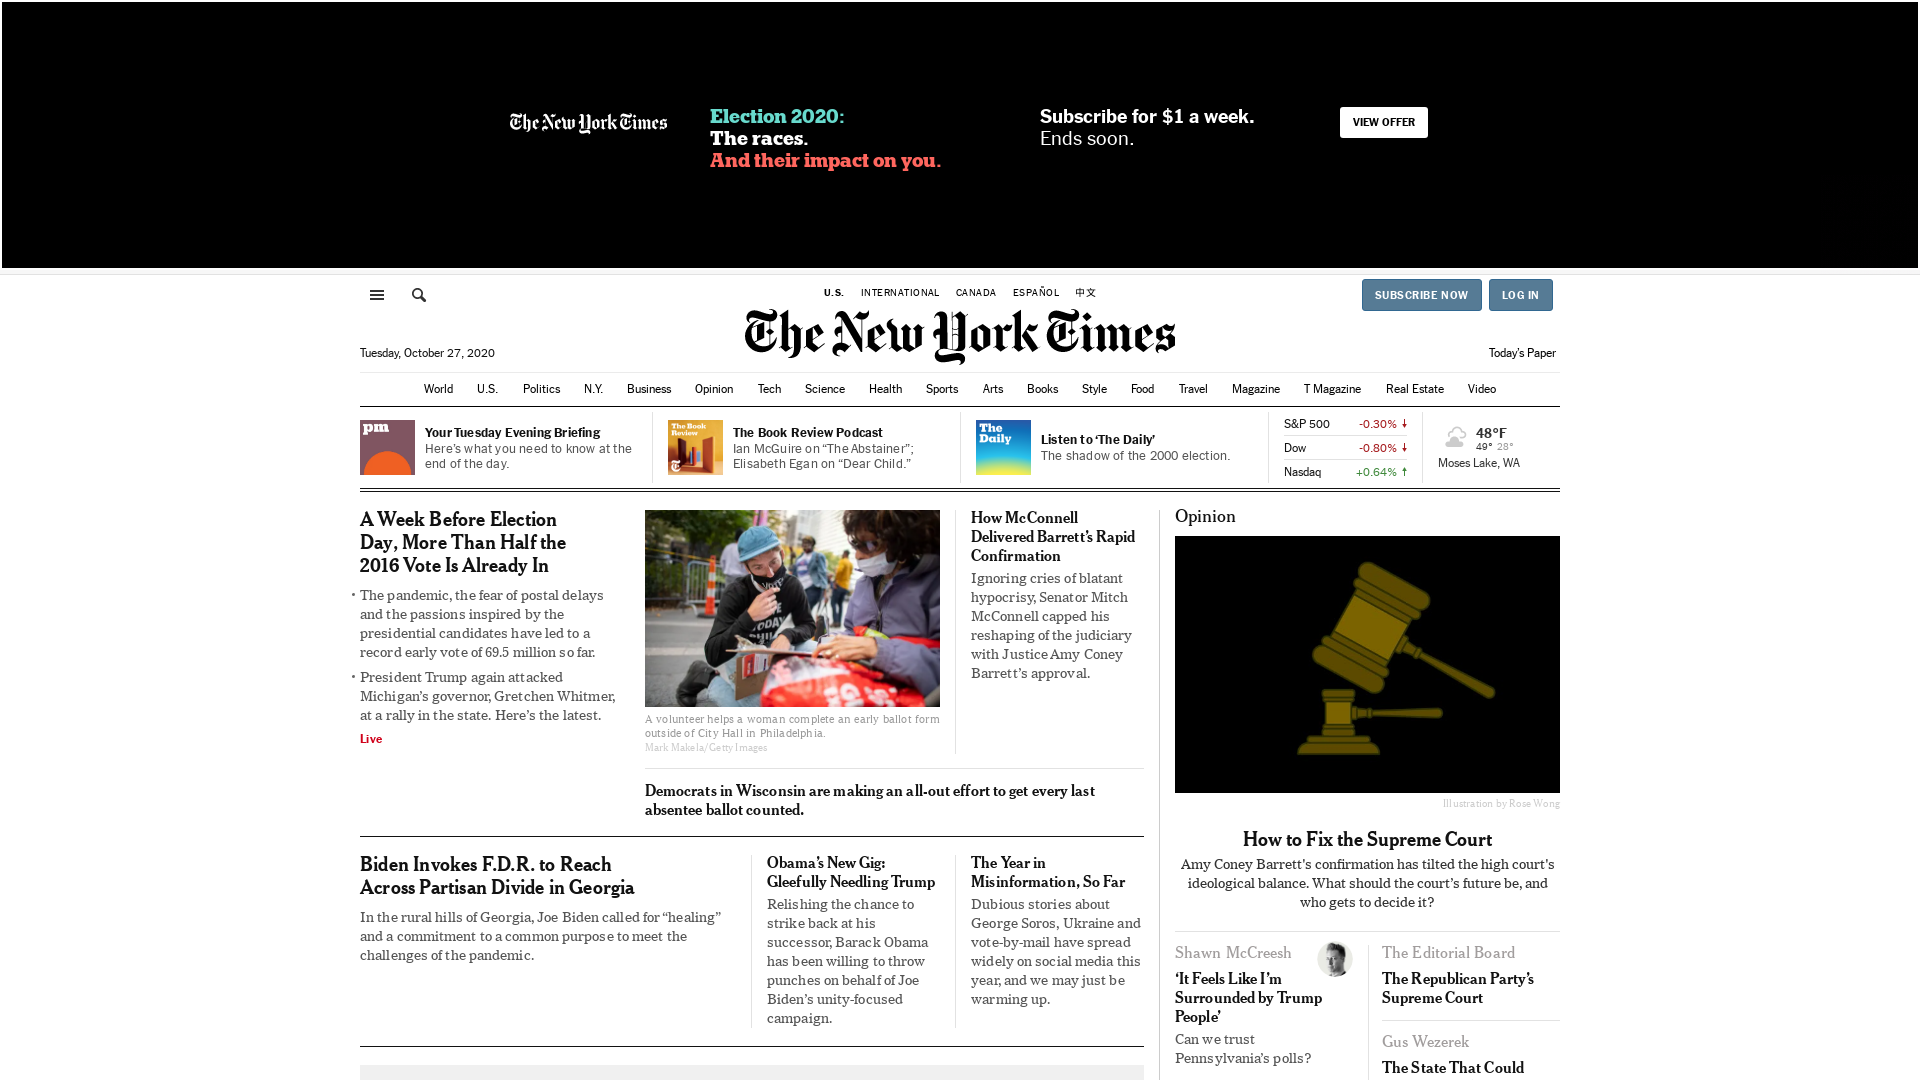 The New York Times
Election 2020:
The races.
And their impact on you.
Subscribe for $1 a week.
Ends soon.
VIEW OFFER
U.S.
INTERNATIONAL
CANADA
ESPAÑOL
中文
SUBSCRIBE NOW
LOG IN
The New York Times
Tuesday, October 27, 2020
Today's Paper
World
U.S.
Politics
N.Y.
Business
Opinion
Tech
Science
Health
Sports
Arts
Books
Style
Food
Travel
Magazine
T Magazine
Real Estate
Video
pm
Your Tuesday Evening Briefing
Here's what you need to know at the
end of the day.
The Book
Review
The Book Review Podcast
Ian McGuire on “The Abstainer”;
Elisabeth Egan on “Dear Child.”
The
Daily
Listen to ‘The Daily’
The shadow of the 2000 election.
S&P 500 -0.30%
Dow -0.80%
Nasdaq +0.64%
48°F
49° 28°
Moses Lake, WA
A Week Before Election
Day, More Than Half the
2016 Vote Is Already In
The pandemic, the fear of postal delays
and the passions inspired by the
presidential candidates have led to a
record early vote of 69.5 million so far.
President Trump again attacked
Michigan’s governor, Gretchen Whitmer,
at a rally in the state. Here’s the latest.
Live
A volunteer helps a woman complete an early ballot form
outside of City Hall in Philadelphia.
Mark Makela/Getty Images
How McConnell
Delivered Barrett’s Rapid
Confirmation
Ignoring cries of blatant
hypocrisy, Senator Mitch
McConnell capped his
reshaping of the judiciary
with Justice Amy Coney
Barrett’s approval.
Democrats in Wisconsin are making an all-out effort to get every last
absentee ballot counted.
Biden Invokes F.D.R. to Reach
Across Partisan Divide in Georgia
In the rural hills of Georgia, Joe Biden called for “healing”
and a commitment to a common purpose to meet the
challenges of the pandemic.
Obama’s New Gig:
Gleefully Needling Trump
Relishing the chance to
strike back at his
successor, Barack Obama
has been willing to throw
punches on behalf of Joe
Biden’s unity-focused
campaign.
The Year in
Misinformation, So Far
Dubious stories about
George Soros, Ukraine and
vote-by-mail have spread
widely on social media this
year, and we may just be
warming up.
Opinion
Illustration by Rose Wong
How to Fix the Supreme Court
Amy Coney Barrett's confirmation has tilted the high court's
ideological balance. What should the court’s future be, and
who gets to decide it?
Shawn McCreesh
‘It Feels Like I’m
Surrounded by Trump
People’
Can we trust
Pennsylvania’s polls?
The Editorial Board
The Republican Party’s
Supreme Court
Gus Wezerek
The State That Could